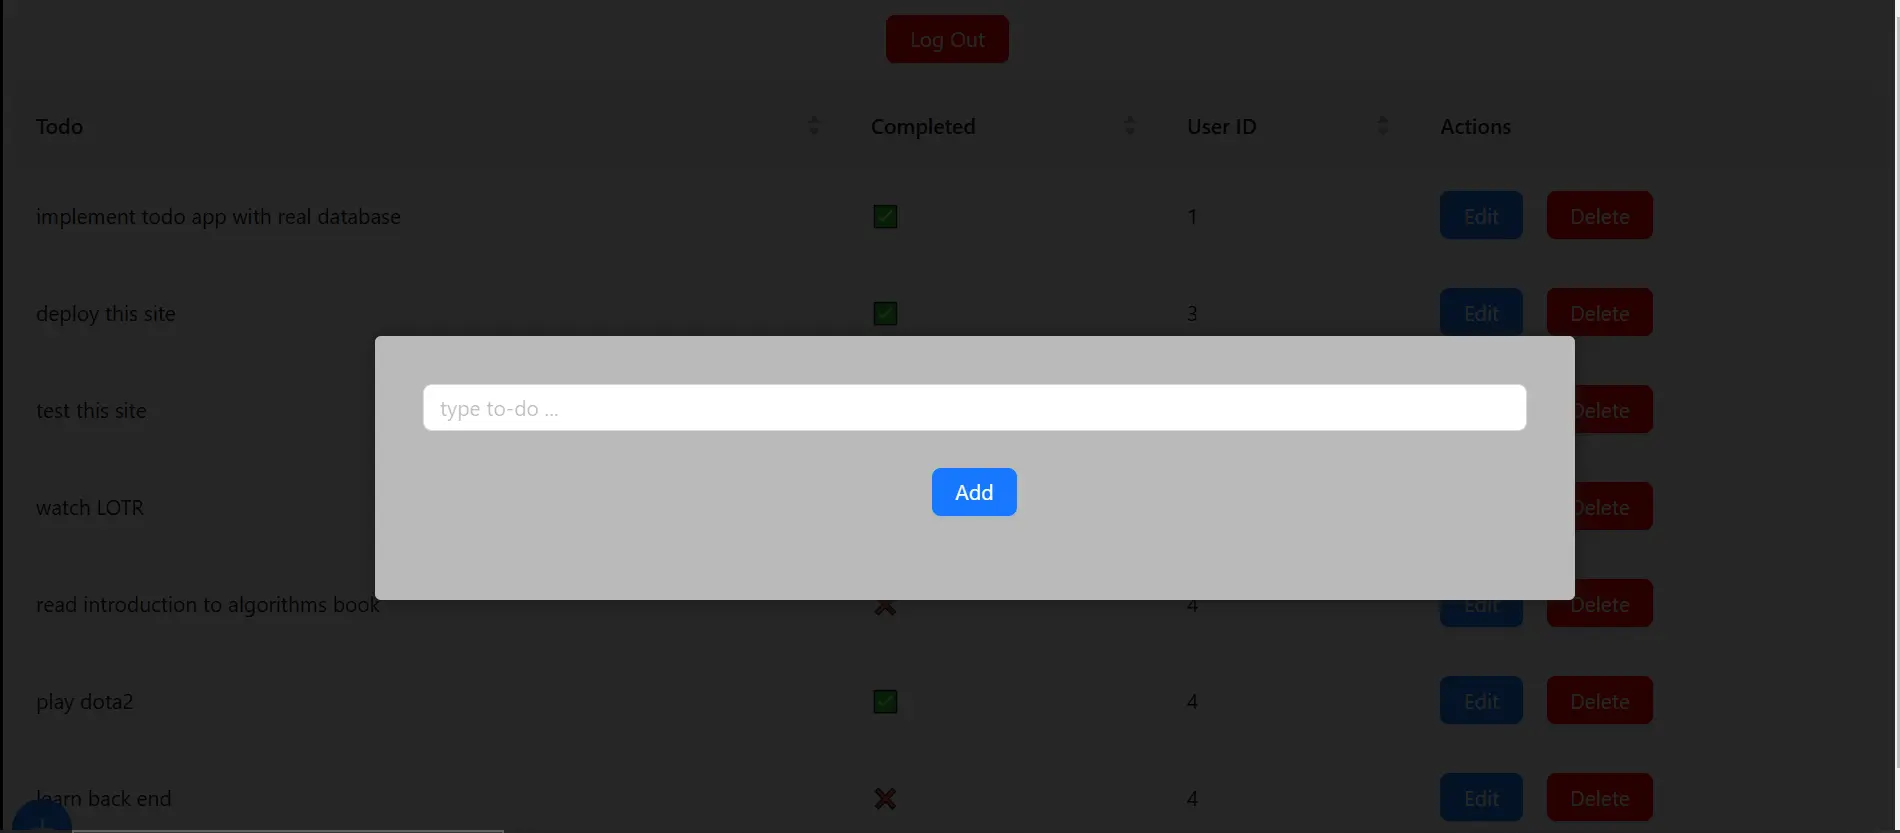 Log Out
Todo Completed User ID Actions
implement todo app with real database ✅ 1 Edit Delete
deploy this site ✅ 3 Edit Delete
type to-do ...
test this site Delete
Add
watch LOTR Delete
read introduction to algorithms book ❌ 4 Edit Delete
play dota2 ✅ 4 Edit Delete
learn back end ❌ 4 Edit Delete